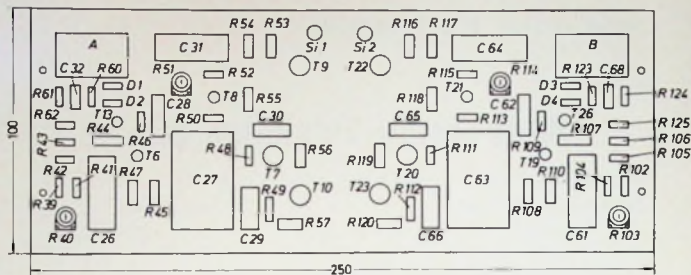 R54 R53 R116 R117
A C31 Si1 Si2 C64 B
C32 R60 R51 R52 T9 T22 R115 R114 R123 C68
R61 D1 D2 C28 T8 R55 R118 T21 C62 D3 D4 R124
R62 T13 R44 R50 C30 C65 R113 T26 R107 R125
R43 R46 R48 R56 R119 R111 R109 R106
R42 T6 T7 T20 T19 R105
R39 R41 R47 R45 C27 R49 T10 T23 R112 C63 R108 R110 R104 R102
R40 C26 C29 R57 R120 C66 C61 R103
100
250